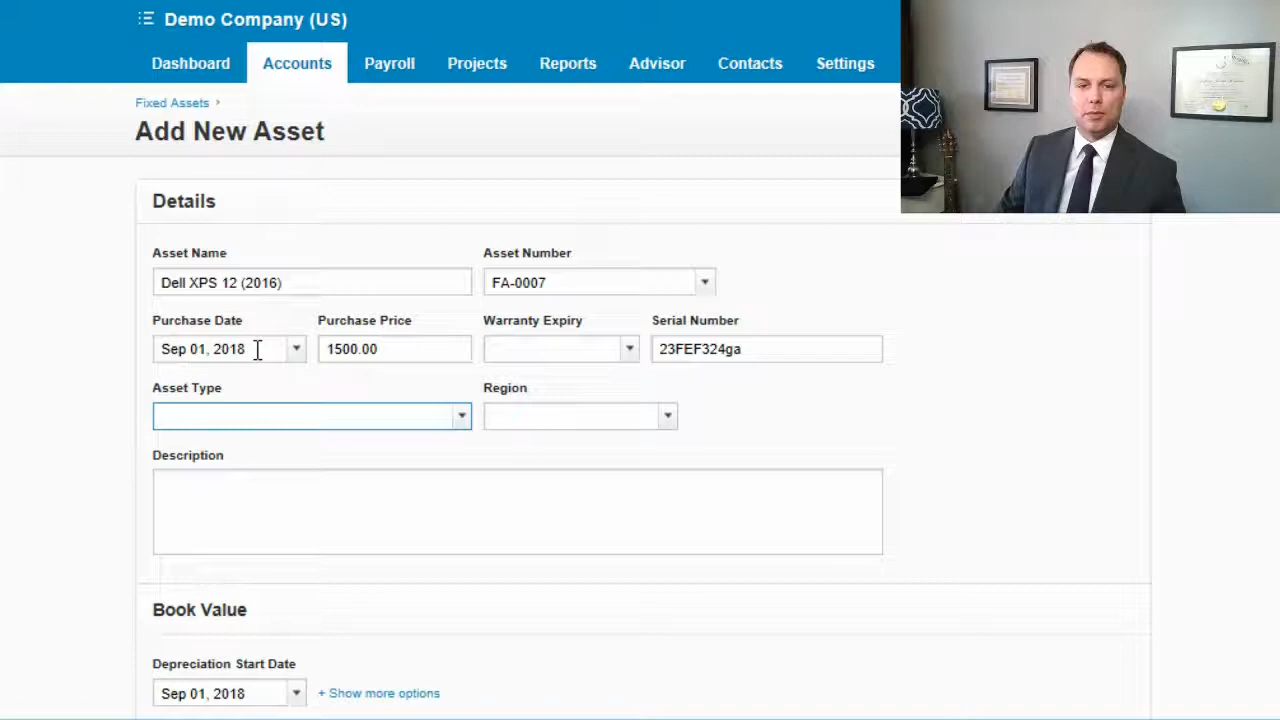 Demo Company (US)
Dashboard Accounts Payroll Projects Reports Advisor Contacts Settings
Fixed Assets ›
Add New Asset
Details
Asset Name Asset Number
Dell XPS 12 (2016) FA-0007
Purchase Date Purchase Price Warranty Expiry Serial Number
Sep 01, 2018 1500.00 23FEF324ga
Asset Type Region
Description
Book Value
Depreciation Start Date
Sep 01, 2018 + Show more options